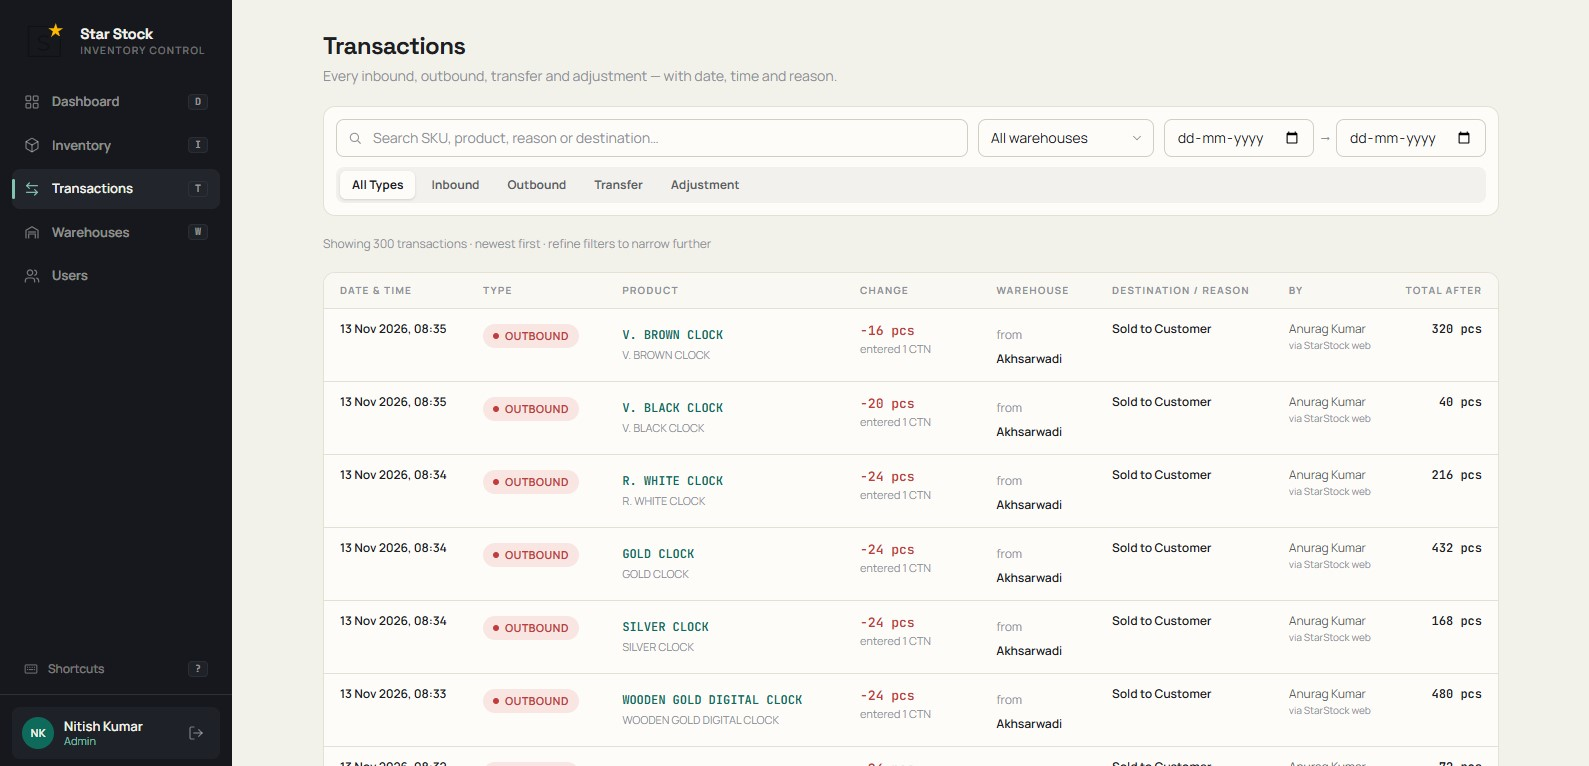 Star Stock
INVENTORY CONTROL
Dashboard D
Inventory I
Transactions T
Warehouses W
Users
Shortcuts ?
NK Nitish Kumar
Admin
Transactions
Every inbound, outbound, transfer and adjustment — with date, time and reason.
Search SKU, product, reason or destination... All warehouses dd-mm-yyyy → dd-mm-yyyy
All Types Inbound Outbound Transfer Adjustment
Showing 300 transactions · newest first · refine filters to narrow further
DATE & TIME TYPE PRODUCT CHANGE WAREHOUSE DESTINATION / REASON BY TOTAL AFTER
13 Nov 2026, 08:35 OUTBOUND V. BROWN CLOCK -16 pcs from Sold to Customer Anurag Kumar 320 pcs
V. BROWN CLOCK entered 1 CTN Akhsarwadi via StarStock web
13 Nov 2026, 08:35 OUTBOUND V. BLACK CLOCK -20 pcs from Sold to Customer Anurag Kumar 40 pcs
V. BLACK CLOCK entered 1 CTN Akhsarwadi via StarStock web
13 Nov 2026, 08:34 OUTBOUND R. WHITE CLOCK -24 pcs from Sold to Customer Anurag Kumar 216 pcs
R. WHITE CLOCK entered 1 CTN Akhsarwadi via StarStock web
13 Nov 2026, 08:34 OUTBOUND GOLD CLOCK -24 pcs from Sold to Customer Anurag Kumar 432 pcs
GOLD CLOCK entered 1 CTN Akhsarwadi via StarStock web
13 Nov 2026, 08:34 OUTBOUND SILVER CLOCK -24 pcs from Sold to Customer Anurag Kumar 168 pcs
SILVER CLOCK entered 1 CTN Akhsarwadi via StarStock web
13 Nov 2026, 08:33 OUTBOUND WOODEN GOLD DIGITAL CLOCK -24 pcs from Sold to Customer Anurag Kumar 480 pcs
WOODEN GOLD DIGITAL CLOCK entered 1 CTN Akhsarwadi via StarStock web